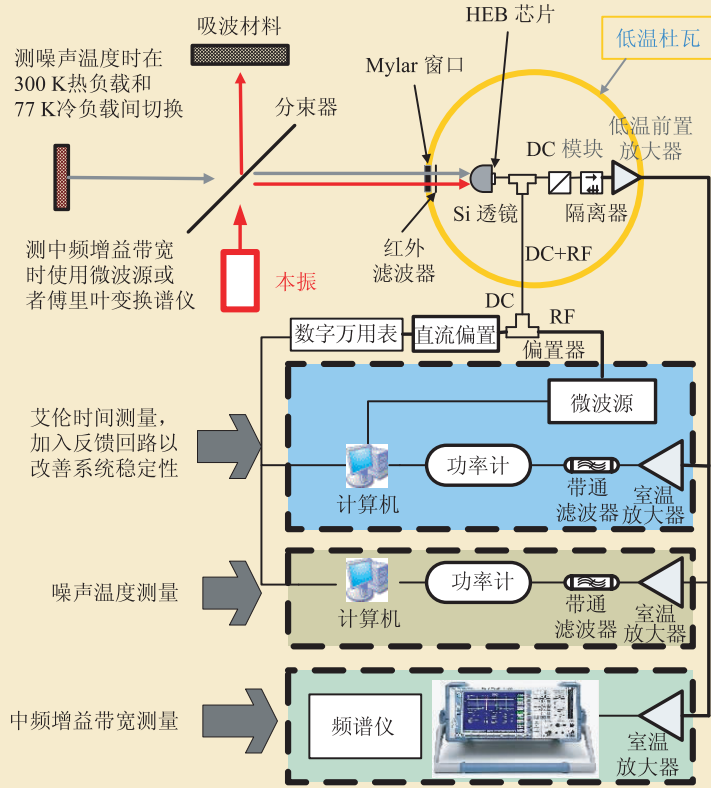 吸波材料
HEB 芯片
低温杜瓦
测噪声温度时在
300 K热负载和
77 K冷负载间切换
Mylar 窗口
分束器
低温前置
放大器
DC 模块
Si 透镜
隔离器
测中频增益带宽
时使用微波源或
者傅里叶变换谱仪
本振
红外
滤波器
DC+RF
DC
RF
数字万用表
直流偏置
偏置器
微波源
艾伦时间测量，
加入反馈回路以
改善系统稳定性
计算机
功率计
带通
滤波器
室温
放大器
噪声温度测量
计算机
功率计
带通
滤波器
室温
放大器
中频增益带宽测量
频谱仪
室温
放大器